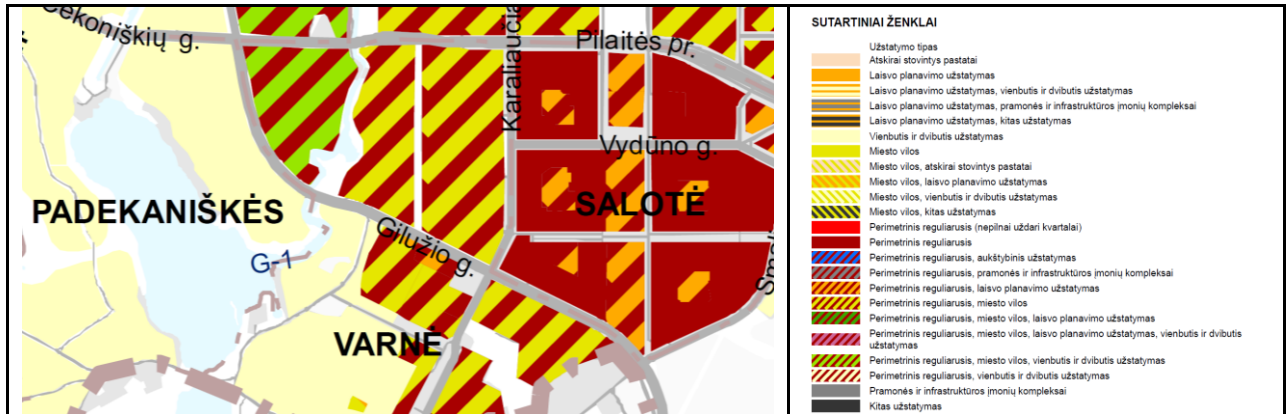 Čekoniškių g.
Pilaitės pr.
Karaliaučia
Vydūno g.
PADEKANIŠKĖS
SALOTĖ
Gilužio g.
G-1
Sm
VARNĖ
SUTARTINIAI ŽENKLAI
Užstatymo tipas
Atskirai stovintys pastatai
Laisvo planavimo užstatymas
Laisvo planavimo užstatymas, vienbutis ir dvibutis užstatymas
Laisvo planavimo užstatymas, pramonės ir infrastruktūros įmonių kompleksai
Laisvo planavimo užstatymas, kitas užstatymas
Vienbutis ir dvibutis užstatymas
Miesto vilos
Miesto vilos, atskirai stovintys pastatai
Miesto vilos, laisvo planavimo užstatymas
Miesto vilos, vienbutis ir dvibutis užstatymas
Miesto vilos, kitas užstatymas
Perimetrinis reguliarusis (nepilnai uždari kvartalai)
Perimetrinis reguliarusis
Perimetrinis reguliarusis, aukštybinis užstatymas
Perimetrinis reguliarusis, pramonės ir infrastruktūros įmonių kompleksai
Perimetrinis reguliarusis, laisvo planavimo užstatymas
Perimetrinis reguliarusis, miesto vilos
Perimetrinis reguliarusis, miesto vilos, laisvo planavimo užstatymas
Perimetrinis reguliarusis, miesto vilos, laisvo planavimo užstatymas, vienbutis ir dvibutis
užstatymas
Perimetrinis reguliarusis, miesto vilos, vienbutis ir dvibutis užstatymas
Perimetrinis reguliarusis, vienbutis ir dvibutis užstatymas
Pramonės ir infrastruktūros įmonių kompleksai
Kitas užstatymas